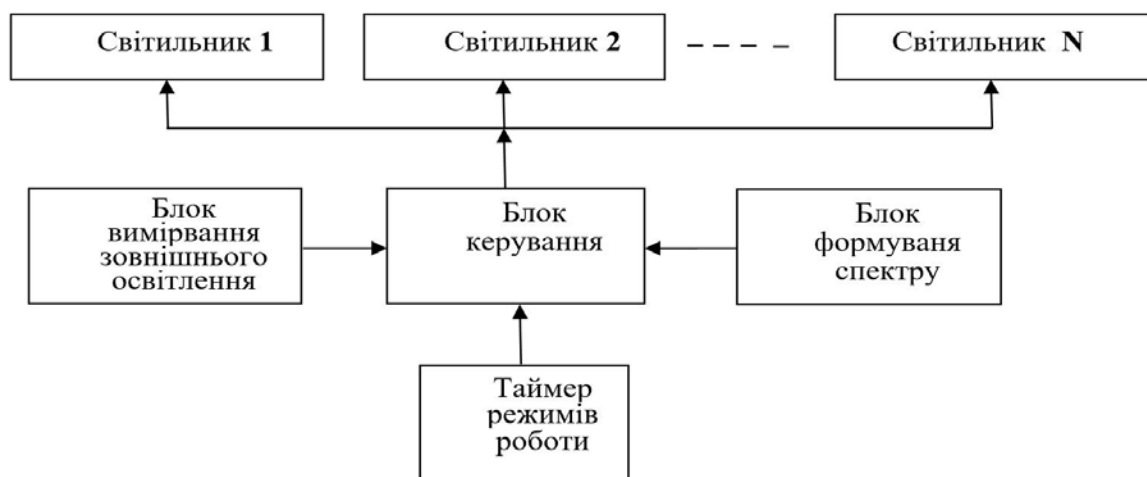 Світильник 1
Світильник 2
Світильник N
Блок
вимірвання
зовнішнього
освітлення
Блок
керування
Блок
формуваня
спектру
Таймер
режимів
роботи